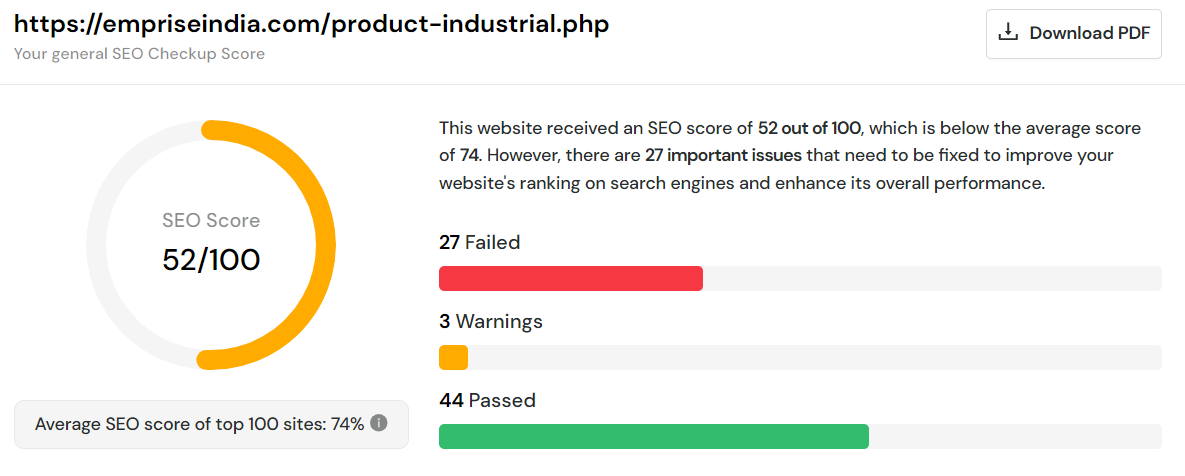 https://empriseindia.com/product-industrial.php
Your general SEO Checkup Score
Download PDF
SEO Score
52/100
Average SEO score of top 100 sites: 74%
This website received an SEO score of 52 out of 100, which is below the average score
of 74. However, there are 27 important issues that need to be fixed to improve your
website's ranking on search engines and enhance its overall performance.
27 Failed
3 Warnings
44 Passed